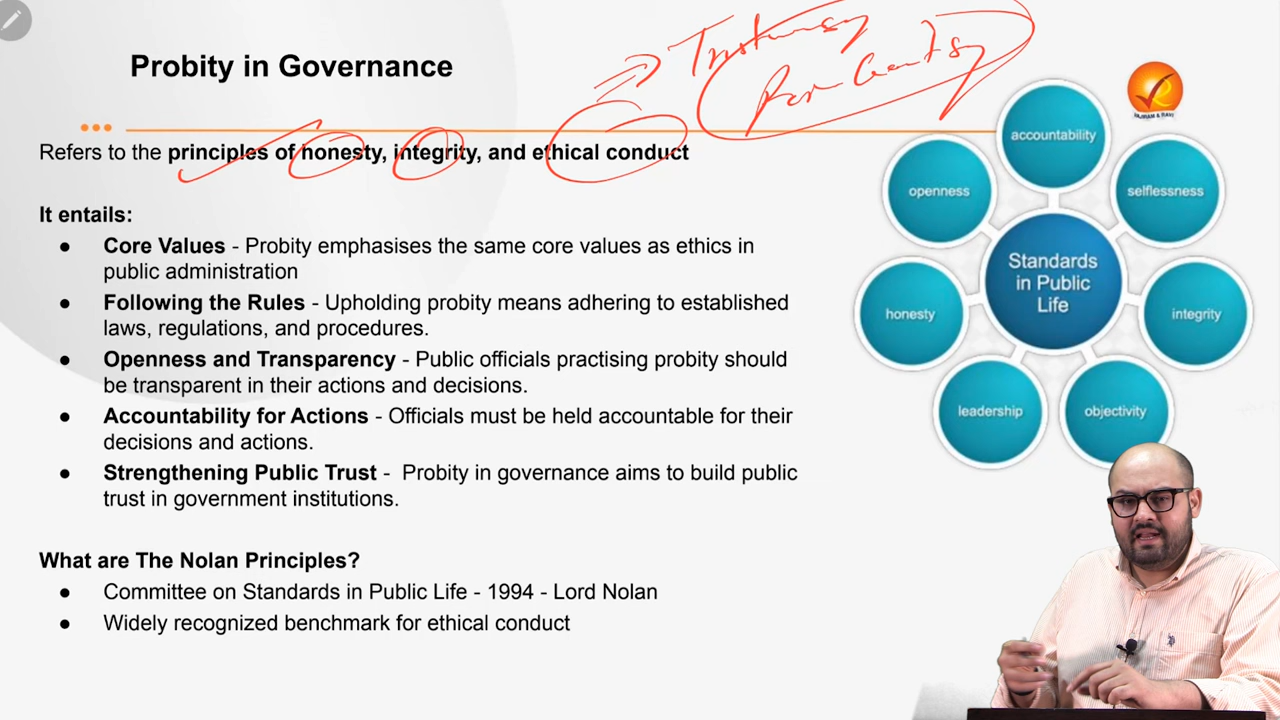 Probity in Governance
Refers to the principles of honesty, integrity, and ethical conduct
It entails:
● Core Values - Probity emphasises the same core values as ethics in
public administration
● Following the Rules - Upholding probity means adhering to established
laws, regulations, and procedures.
● Openness and Transparency - Public officials practising probity should
be transparent in their actions and decisions.
● Accountability for Actions - Officials must be held accountable for their
decisions and actions.
● Strengthening Public Trust - Probity in governance aims to build public
trust in government institutions.
What are The Nolan Principles?
● Committee on Standards in Public Life - 1994 - Lord Nolan
● Widely recognized benchmark for ethical conduct
VAJIRAM & RAVI
accountability
openness
selflessness
Standards
in Public
Life
honesty
integrity
leadership
objectivity